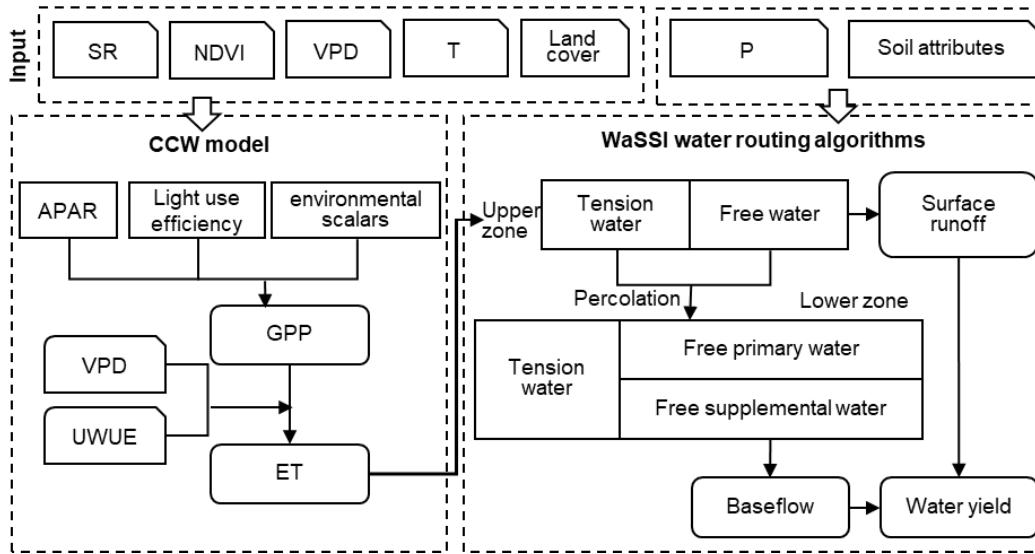 Input
SR
NDVI
VPD
T
Land
cover
P
Soil attributes
CCW model
APAR
Light use
efficiency
environmental
scalars
GPP
VPD
UWUE
ET
WaSSI water routing algorithms
Upper
zone
Tension
water
Free water
Surface
runoff
Percolation
Lower zone
Tension
water
Free primary water
Free supplemental water
Baseflow
Water yield